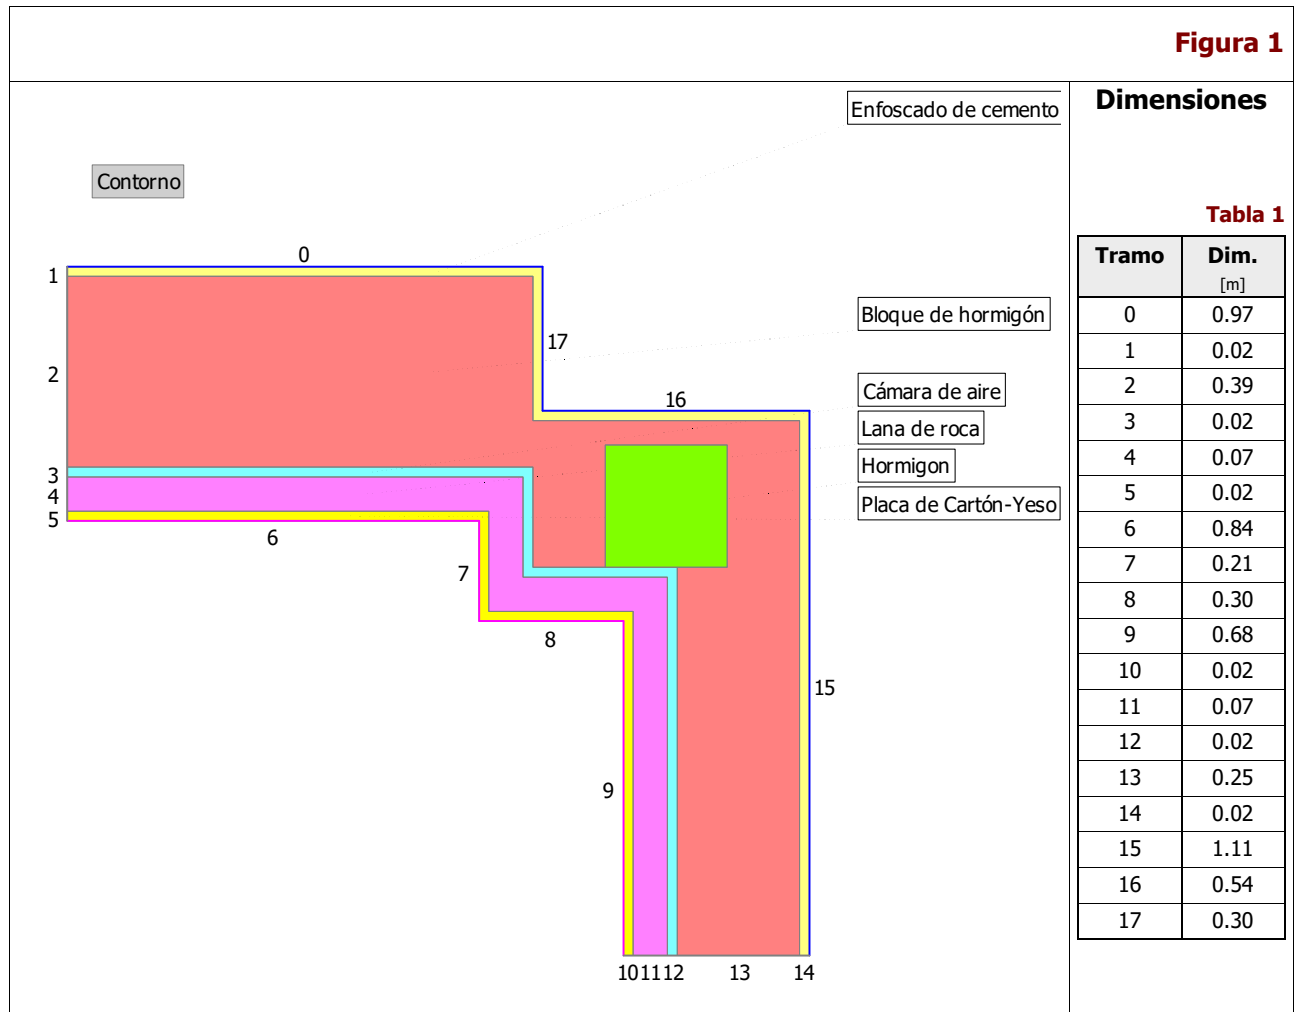 Figura 1
Dimensiones
Enfoscado de cemento
Contorno
Tabla 1
Tramo Dim.
[m]
0 0.97
1 0.02
2 0.39
3 0.02
4 0.07
5 0.02
6 0.84
7 0.21
8 0.30
9 0.68
10 0.02
11 0.07
12 0.02
13 0.25
14 0.02
15 1.11
16 0.54
17 0.30
0
1
17
Bloque de hormigón
2
16
Cámara de aire
Lana de roca
Hormigon
Placa de Cartón-Yeso
3
4
5
6
7
8
15
9
10 11 12 13 14